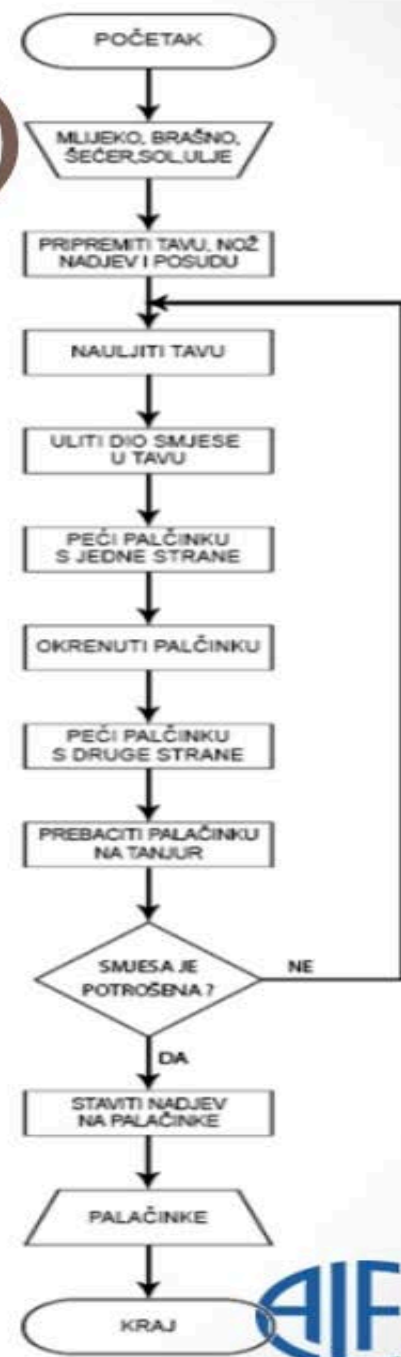 POČETAK
MLIJEKO, BRAŠNO,
ŠEĆER,SOL,ULJE
PRIPREMITI TAVU, NOŽ
NADJEV I POSUDU
NAULJITI TAVU
ULITI DIO SMJESE
U TAVU
PEĆI PALČINKU
S JEDNE STRANE
OKRENUTI PALČINKU
PEĆI PALČINKU
S DRUGE STRANE
PREBACITI PALAČINKU
NA TANJUR
SMJESA JE
POTROŠENA ?
NE
DA
STAVITI NADJEV
NA PALAČINKE
PALAČINKE
KRAJ